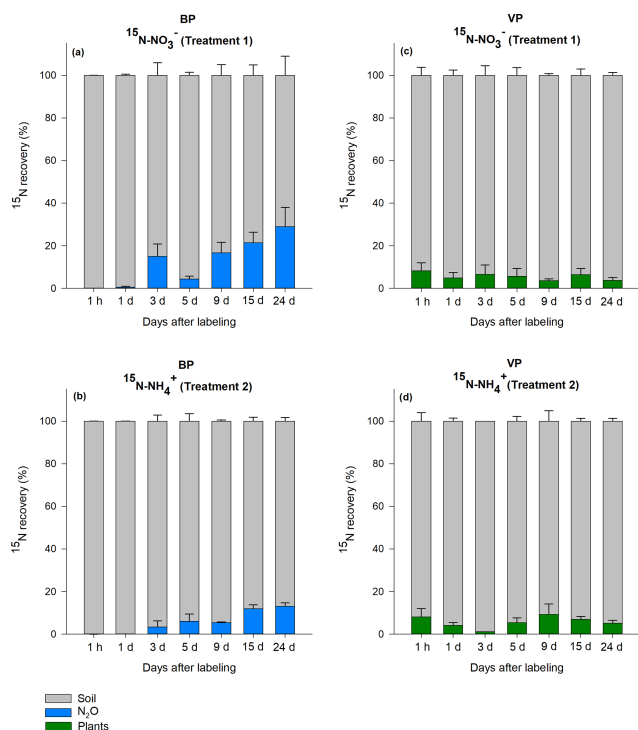 BP
15N-NO3- (Treatment 1)
(a)
100
80
60
40
20
0
15N recovery (%)
1 h 1 d 3 d 5 d 9 d 15 d 24 d
Days after labeling
VP
15N-NO3- (Treatment 1)
(c)
100
80
60
40
20
0
15N recovery (%)
1 h 1 d 3 d 5 d 9 d 15 d 24 d
Days after labeling
BP
15N-NH4+ (Treatment 2)
(b)
100
80
60
40
20
0
15N recovery (%)
1 h 1 d 3 d 5 d 9 d 15 d 24 d
Days after labeling
VP
15N-NH4+ (Treatment 2)
(d)
100
80
60
40
20
0
15N recovery (%)
1 h 1 d 3 d 5 d 9 d 15 d 24 d
Days after labeling
Soil
N2O
Plants